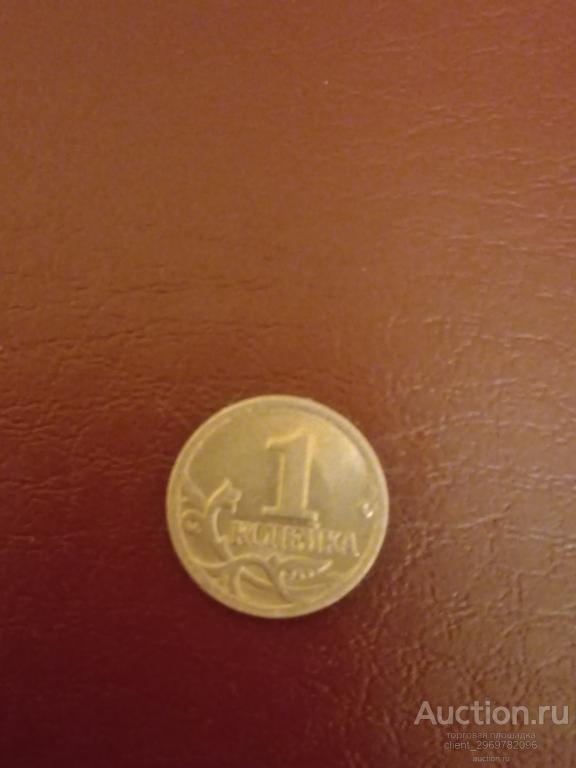 1
КОПЕЙКА
Auction.ru
торговая площадка
client_2969782096
auction.ru